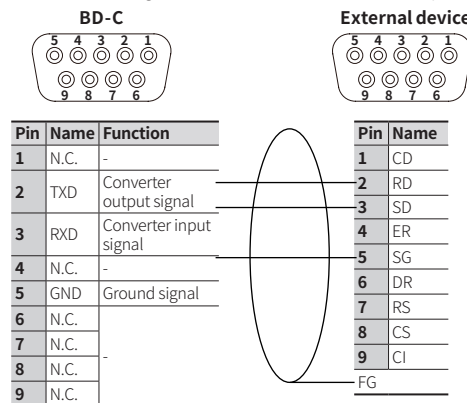 BD-C
5 4 3 2 1
9 8 7 6
External device
5 4 3 2 1
9 8 7 6
Pin Name Function
1 N.C. -
2 TXD Converter
output signal
3 RXD Converter input
signal
4 N.C. -
5 GND Ground signal
6 N.C.
7 N.C.
8 N.C.
9 N.C.
-
Pin Name
1 CD
2 RD
3 SD
4 ER
5 SG
6 DR
7 RS
8 CS
9 CI
FG